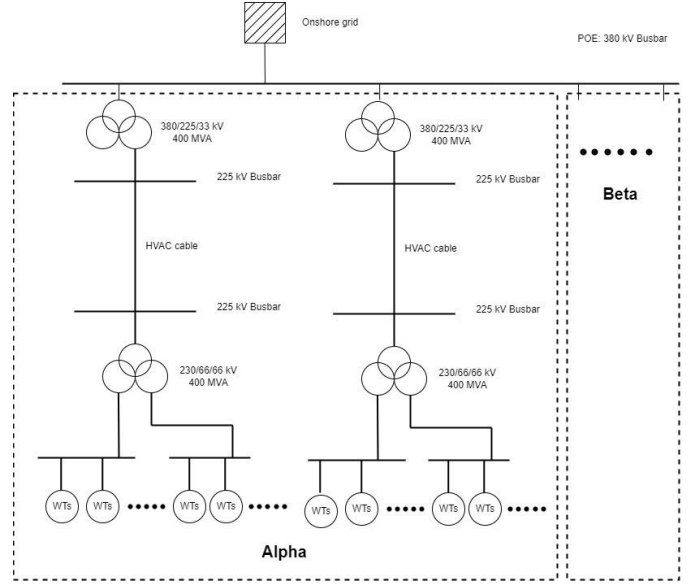 Onshore grid
POE: 380 kV Busbar
380/225/33 kV
400 MVA
380/225/33 kV
400 MVA
225 kV Busbar
225 kV Busbar
Beta
HVAC cable
HVAC cable
225 kV Busbar
225 kV Busbar
230/66/66 kV
400 MVA
230/66/66 kV
400 MVA
WTs
WTs
WTs
WTs
WTs
WTs
WTs
WTs
Alpha